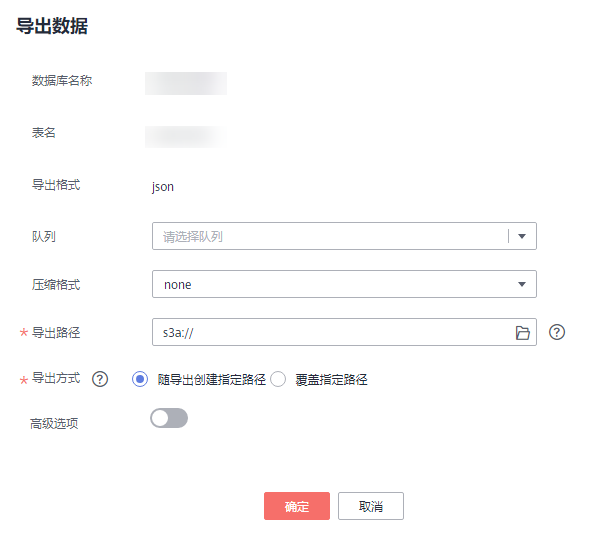 导出数据
数据库名称
表名
导出格式 json
队列 请选择队列
压缩格式 none
* 导出路径 s3a:// ?
* 导出方式 ? 随导出创建指定路径 覆盖指定路径
高级选项
确定 取消